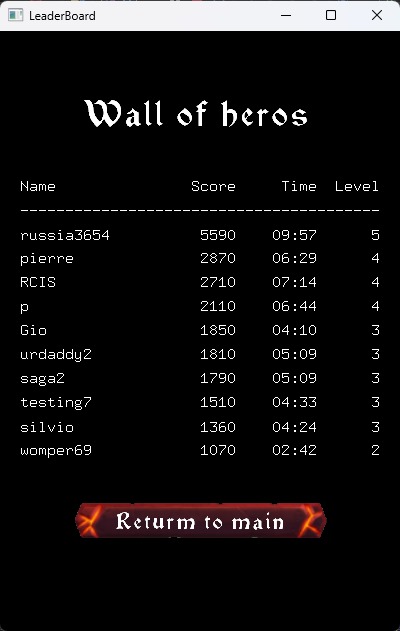 LeaderBoard
Wall of heros
Name Score Time Level
----------------------------------------
russia3654 5590 09:57 5
pierre 2870 06:29 4
RCIS 2710 07:14 4
p 2110 06:44 4
Gio 1850 04:10 3
urdaddy2 1810 05:09 3
saga2 1790 05:09 3
testing7 1510 04:33 3
silvio 1360 04:24 3
womper69 1070 02:42 2
Returm to main